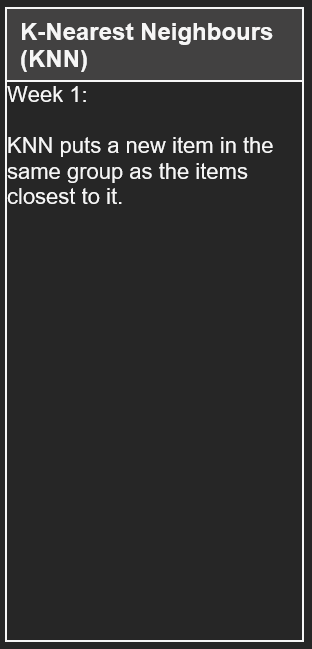 K-Nearest Neighbours
(KNN)
Week 1:
KNN puts a new item in the
same group as the items
closest to it.